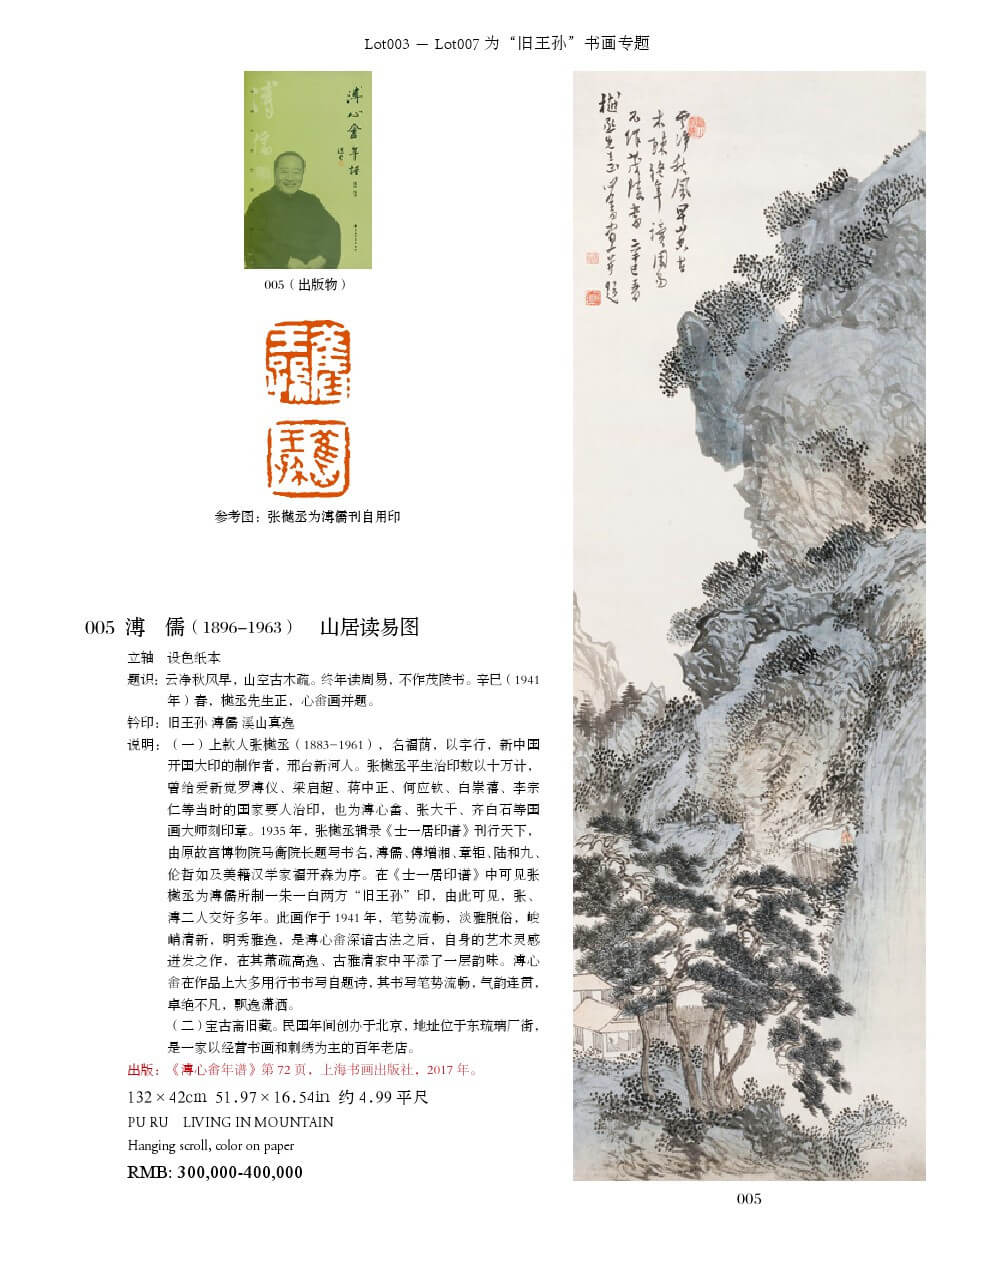 Lot003 — Lot007 为“旧王孙”书画专题
溥心畬年谱
005（出版物）
参考图：张樾丞为溥儒刊自用印
005 溥　儒（1896–1963）　山居读易图
立轴　设色纸本
题识：云净秋风早，山空古木疏。终年读周易，不作茂陵书。辛巳（1941
年）春，樾丞先生正，心畬画并题。
钤印：旧王孙 溥儒 溪山真逸
说明：（一）上款人张樾丞（1883–1961），名福荫，以字行，新中国
开国大印的制作者，邢台新河人。张樾丞平生治印数以十万计，
曾给爱新觉罗溥仪、梁启超、蒋中正、何应钦、白崇禧、李宗
仁等当时的国家要人治印，也为溥心畬、张大千、齐白石等国
画大师刻印章。1935 年，张樾丞辑录《士一居印谱》刊行天下，
由原故宫博物院马衡院长题写书名，溥儒、傅增湘、章钰、陆和九、
伦哲如及美籍汉学家福开森为序。在《士一居印谱》中可见张
樾丞为溥儒所制一朱一白两方“旧王孙”印，由此可见，张、
溥二人交好多年。此画作于 1941 年，笔势流畅，淡雅脱俗，峻
峭清新，明秀雅逸，是溥心畬深谙古法之后，自身的艺术灵感
迸发之作，在其萧疏高逸、古雅清寂中平添了一层韵味。溥心
畬在作品上大多用行书书写自题诗，其书写笔势流畅，气韵连贯，
卓绝不凡，飘逸潇洒。
（二）宝古斋旧藏。民国年间创办于北京，地址位于东琉璃厂街，
是一家以经营书画和刺绣为主的百年老店。
出版：《溥心畬年谱》第 72 页，上海书画出版社，2017 年。
132×42cm 51.97×16.54in 约 4.99 平尺
PU RU　LIVING IN MOUNTAIN
Hanging scroll, color on paper
RMB: 300,000-400,000
云净秋风早山空古
木疏终年读周易
不作茂陵书 辛巳春
樾丞先生正 心畬画并题
005